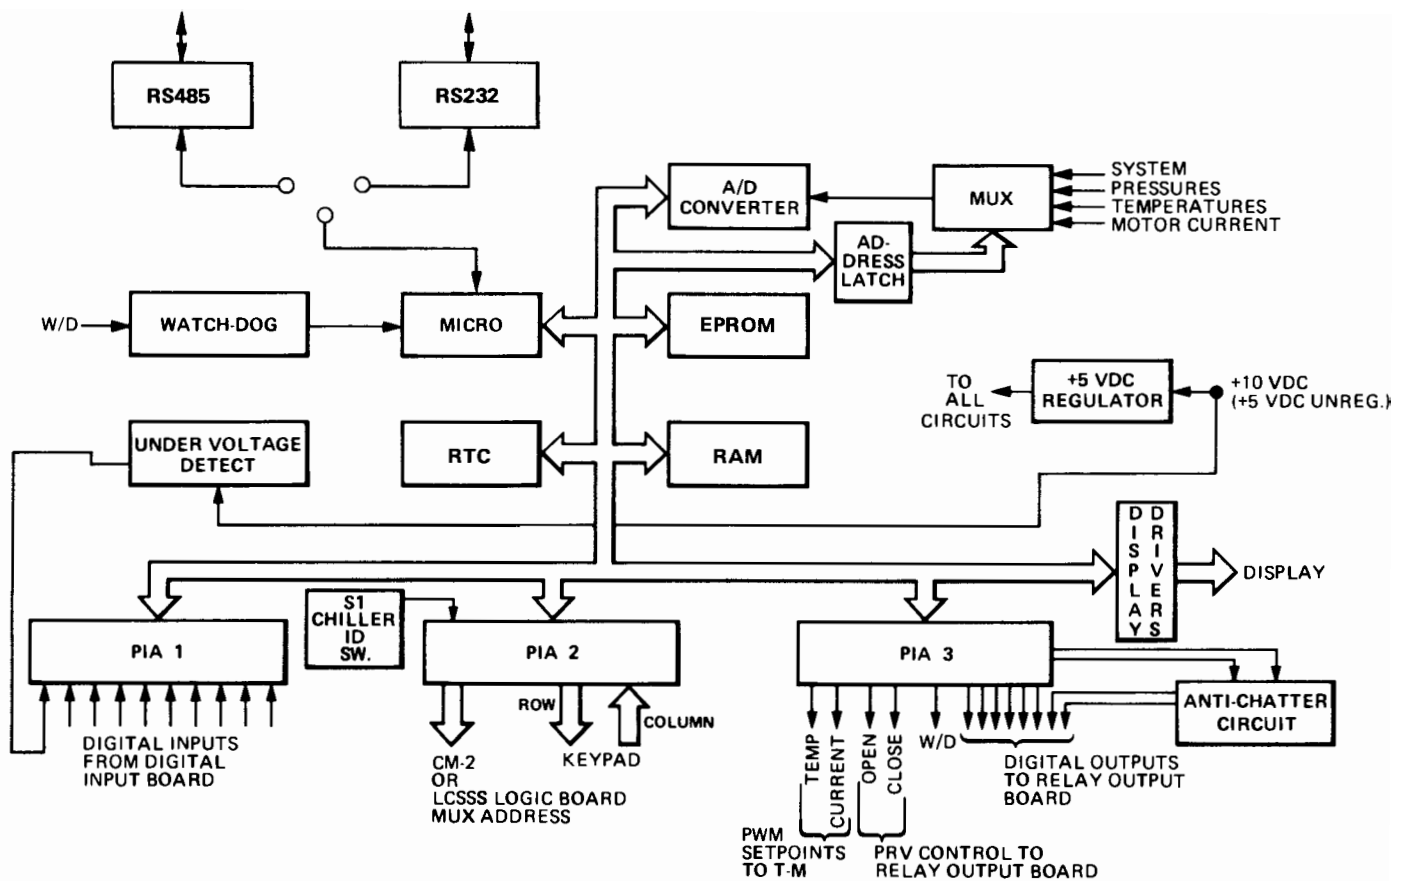 RS485
RS232
A/D
CONVERTER
MUX
SYSTEM
PRESSURES
TEMPERATURES
MOTOR CURRENT
AD-
DRESS
LATCH
W/D
WATCH-DOG
MICRO
EPROM
TO
ALL
CIRCUITS
+5 VDC
REGULATOR
+10 VDC
(+5 VDC UNREG.)
UNDER VOLTAGE
DETECT
RTC
RAM
DISPLAY
DRIVERS
DISPLAY
S1
CHILLER
ID
SW.
PIA 1
PIA 2
PIA 3
ANTI-CHATTER
CIRCUIT
DIGITAL INPUTS
FROM DIGITAL
INPUT BOARD
ROW
COLUMN
KEYPAD
CM-2
OR
LCSSS LOGIC BOARD
MUX ADDRESS
TEMP
CURRENT
OPEN
CLOSE
W/D
DIGITAL OUTPUTS
TO RELAY OUTPUT
BOARD
PWM
SETPOINTS
TO T-M
PRV CONTROL TO
RELAY OUTPUT BOARD